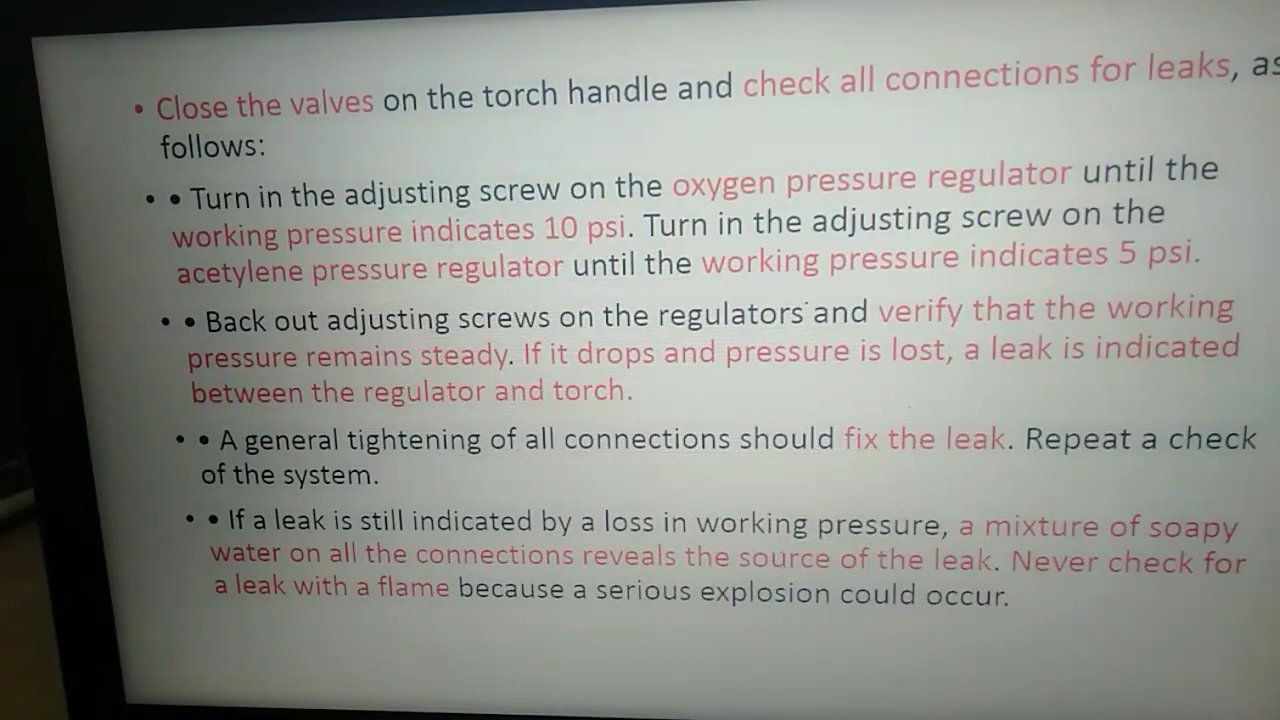 • Close the valves on the torch handle and check all connections for leaks, as
follows:
• • Turn in the adjusting screw on the oxygen pressure regulator until the
working pressure indicates 10 psi. Turn in the adjusting screw on the
acetylene pressure regulator until the working pressure indicates 5 psi.
• • Back out adjusting screws on the regulators and verify that the working
pressure remains steady. If it drops and pressure is lost, a leak is indicated
between the regulator and torch.
• • A general tightening of all connections should fix the leak. Repeat a check
of the system.
• • If a leak is still indicated by a loss in working pressure, a mixture of soapy
water on all the connections reveals the source of the leak. Never check for
a leak with a flame because a serious explosion could occur.